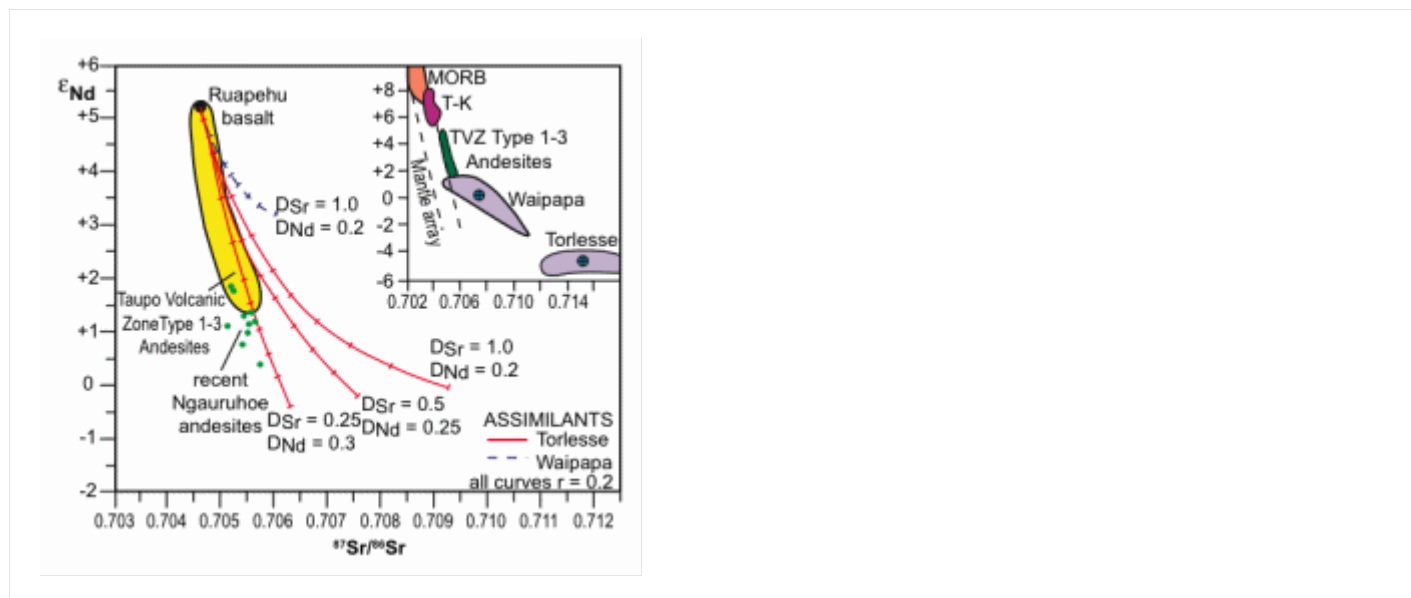 +6
εNd
+5
+4
+3
+2
+1
0
-1
-2
Ruapehu
basalt
DSr = 1.0
DNd = 0.2
Taupo Volcanic
ZoneType 1-3
Andesites
recent
Ngauruhoe
andesites
DSr = 0.25
DNd = 0.3
DSr = 0.5
DNd = 0.25
DSr = 1.0
DNd = 0.2
ASSIMILANTS
Torlesse
Waipapa
all curves r = 0.2
+8
+6
+4
+2
0
-2
-4
-6
MORB
T-K
TVZ Type 1-3
Andesites
Mantle array
Waipapa
Torlesse
0.702 0.706 0.710 0.714
0.703 0.704 0.705 0.706 0.707 0.708 0.709 0.710 0.711 0.712
⁸⁷Sr/⁸⁶Sr